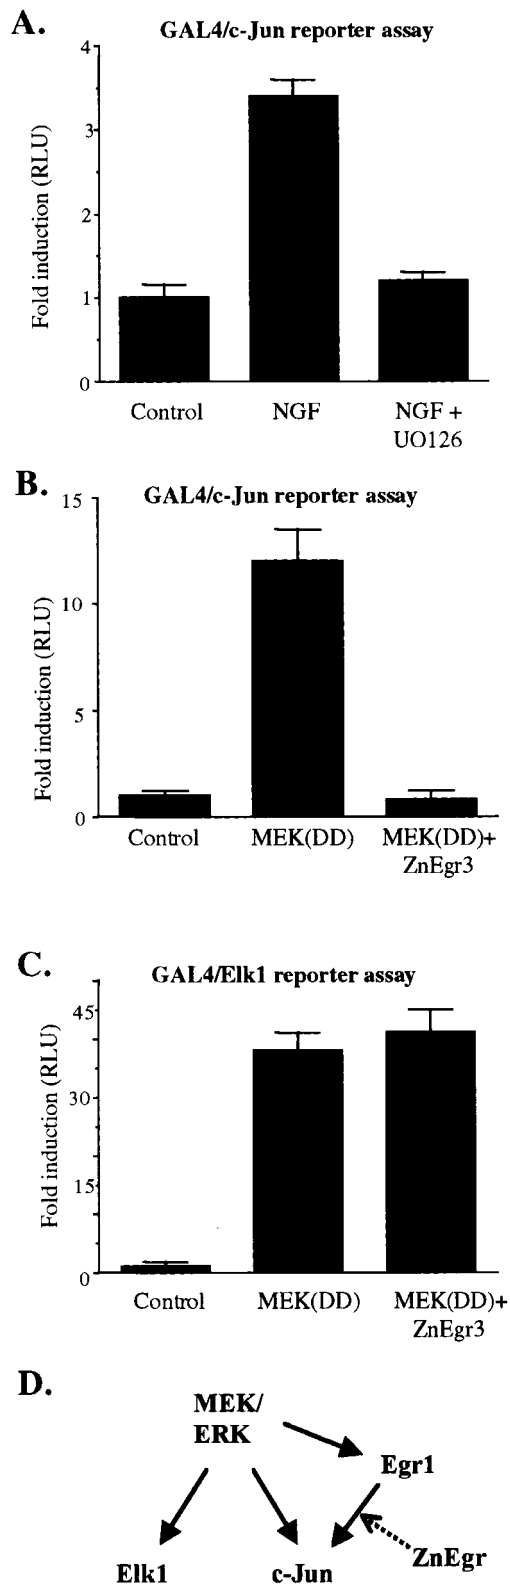 A.
GAL4/c-Jun reporter assay
4
3
2
1
0
Fold induction (RLU)
Control
NGF
NGF +
UO126
B.
GAL4/c-Jun reporter assay
15
10
5
0
Fold induction (RLU)
Control
MEK(DD)
MEK(DD)+
ZnEgr3
C.
GAL4/Elk1 reporter assay
45
30
15
0
Fold induction (RLU)
Control
MEK(DD)
MEK(DD)+
ZnEgr3
D.
MEK/
ERK
Egr1
Elk1
c-Jun
ZnEgr